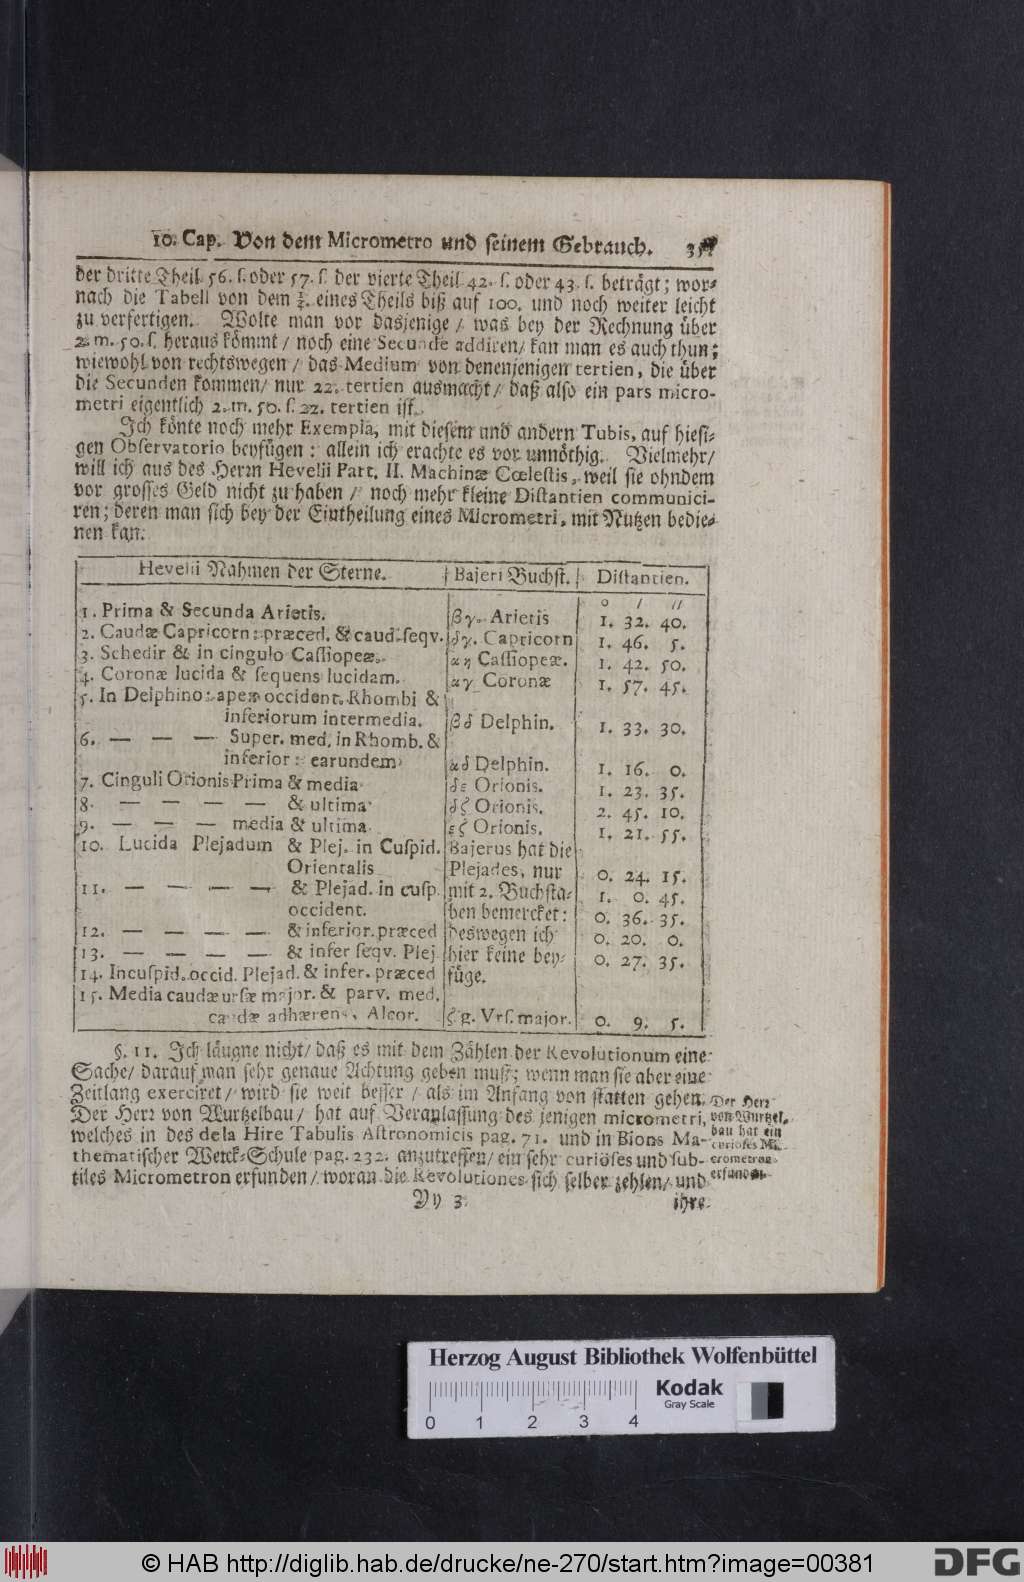 10. Cap. Von dem Micrometro und seinem Gebrauch.
der dritte Theil 56. s. oder 57. s. der vierte Theil 42. s. oder 43. s. beträgt; wor-
nach die Tabell von dem ½. eines Theils biß auf 100. und noch weiter leicht
zu verfertigen. Wolte man vor dasjenige / was bey der Rechnung über
2. m. 50. s. heraus kömmt / noch eine Secunde addiren / kan man es auch thun;
wiewohl von rechtswegen / das Medium von denenjenigen tertien, die über
die Secunden kommen / nur 22. tertien ausmacht / daß also ein pars micro-
metri eigentlich 2. m. 50. s. 22. tertien ist.
Ich könte noch mehr Exempla, mit diesem und andern Tubis, auf hiesi-
gen Observatorio beyfügen: allein ich erachte es vor unnöthig. Vielmehr /
will ich aus des Herrn Hevelii Part. II. Machinæ Cœlestis, weil sie ohndem
vor grosses Geld nicht zu haben / noch mehr kleine Distantien communici-
ren; deren man sich bey der Eintheilung eines Micrometri, mit Nutzen bedie-
nen kan.
Hevelii Nahmen der Sterne. Bajeri Buchst. Distantien.
° / //
1. Prima & Secunda Arietis. βγ. Arietis 1. 32. 40.
2. Caudæ Capricorn: præced. & caud. seqv. δγ. Capricorn 1. 46. 5.
3. Schedir & in cingulo Cassiopeæ. αη Cassiopeæ. 1. 42. 50.
4. Coronæ lucida & sequens lucidam. αγ Coronæ 1. 57. 45.
5. In Delphino: apex occident. Rhombi &
inferiorum intermedia. βδ Delphin. 1. 33. 30.
6. — — — Super. med. in Rhomb. &
inferior: earundem αδ Delphin. 1. 16. 0.
7. Cinguli Orionis Prima & media δε Orionis. 1. 23. 35.
8. — — — — & ultima δζ Orionis. 2. 45. 10.
9. — — — media & ultima. εζ Orionis. 1. 21. 55.
10. Lucida Plejadum & Plej. in Cuspid. Bajerus hat die
Orientalis Plejades, nur 0. 24. 15.
11. — — — — & Plejad. in cusp. mit 2. Buchsta- 1. 0. 45.
occident. ben bemercket: 0. 36. 35.
12. — — — — & inferior. præced deswegen ich 0. 20. 0.
13. — — — — & infer seqv. Plej hier keine bey- 0. 27. 35.
14. In cuspid. occid. Plejad. & infer. præced füge.
15. Media caudæ ursæ major. & parv. med.
caudæ adhærens, Alcor. ζ g. Urs. major. 0. 9. 5.
§. 11. Ich läugne nicht / daß es mit dem Zählen der Revolutionum eine
Sache / darauf man sehr genaue Achtung geben muß; wenn man sie aber eine
Zeitlang exerciret / wird sie weit besser / als im Anfang von statten gehen.
Der Herr von Wurtzelbau / hat auf Veranlassung des jenigen micrometri,
welches in des de la Hire Tabulis Astronomicis pag. 71. und in Bions Ma-
thematischer Werck-Schule pag. 232. anzutreffen / ein sehr curiöses und sub-
tiles Micrometron erfunden / woran die Revolutiones sich selber zehlen / und
Der Herr
von Wurtzel-
bau hat ein
curiöses Mi-
crometron
erfunden.
Yy 3
ihre
Herzog August Bibliothek Wolfenbüttel
Kodak
Gray Scale
0 1 2 3 4
© HAB http://diglib.hab.de/drucke/ne-270/start.htm?image=00381
DFG